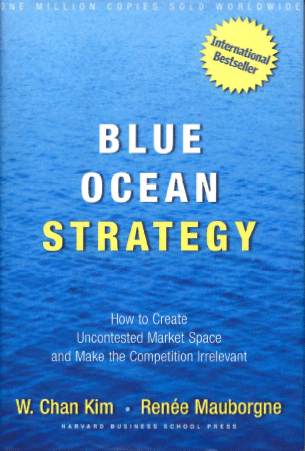 ONE MILLION COPIES SOLD WORLDWIDE
International
Bestseller
BLUE
OCEAN
STRATEGY
How to Create
Uncontested Market Space
and Make the Competition Irrelevant
W. Chan Kim • Renée Mauborgne
HARVARD BUSINESS SCHOOL PRESS